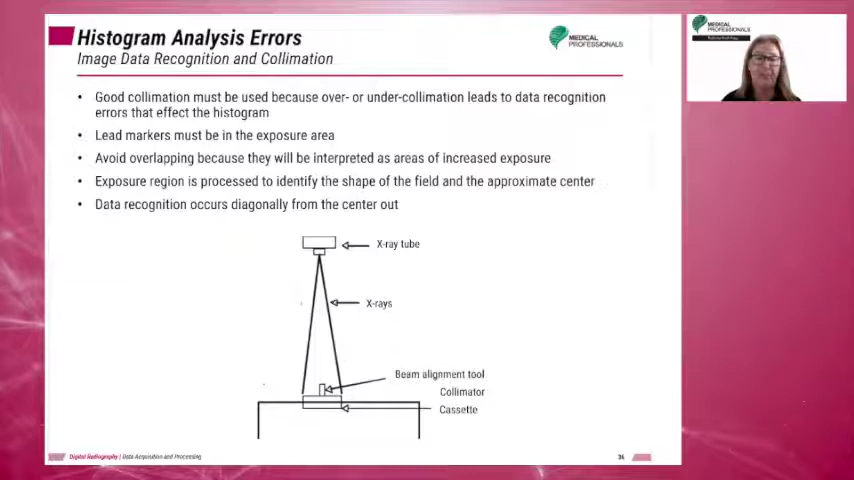 Histogram Analysis Errors
Image Data Recognition and Collimation
MEDICAL
PROFESSIONALS
• Good collimation must be used because over- or under-collimation leads to data recognition
errors that effect the histogram
• Lead markers must be in the exposure area
• Avoid overlapping because they will be interpreted as areas of increased exposure
• Exposure region is processed to identify the shape of the field and the approximate center
• Data recognition occurs diagonally from the center out
X-ray tube
X-rays
Beam alignment tool
Collimator
Cassette
Digital Radiography | Data Acquisition and Processing
36
MEDICAL
PROFESSIONALS